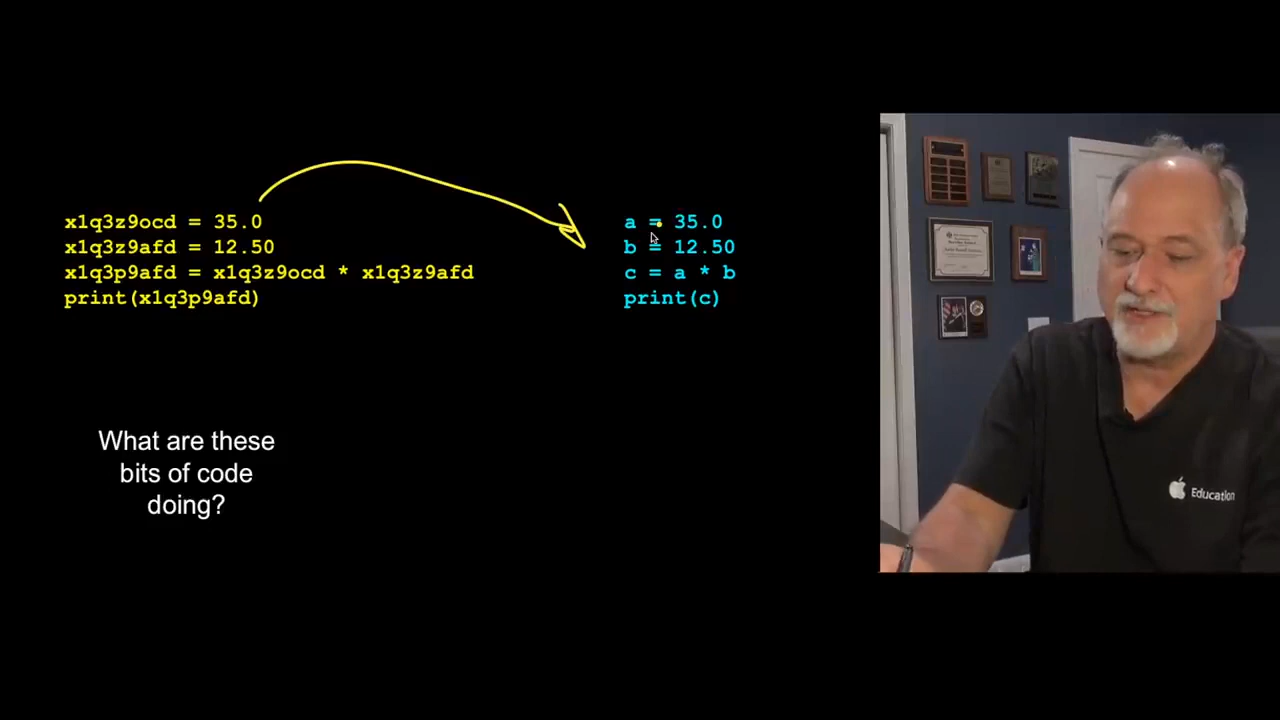 x1q3z9ocd = 35.0
x1q3z9afd = 12.50
x1q3p9afd = x1q3z9ocd * x1q3z9afd
print(x1q3p9afd)
a = 35.0
b = 12.50
c = a * b
print(c)
What are these
bits of code
doing?
Education